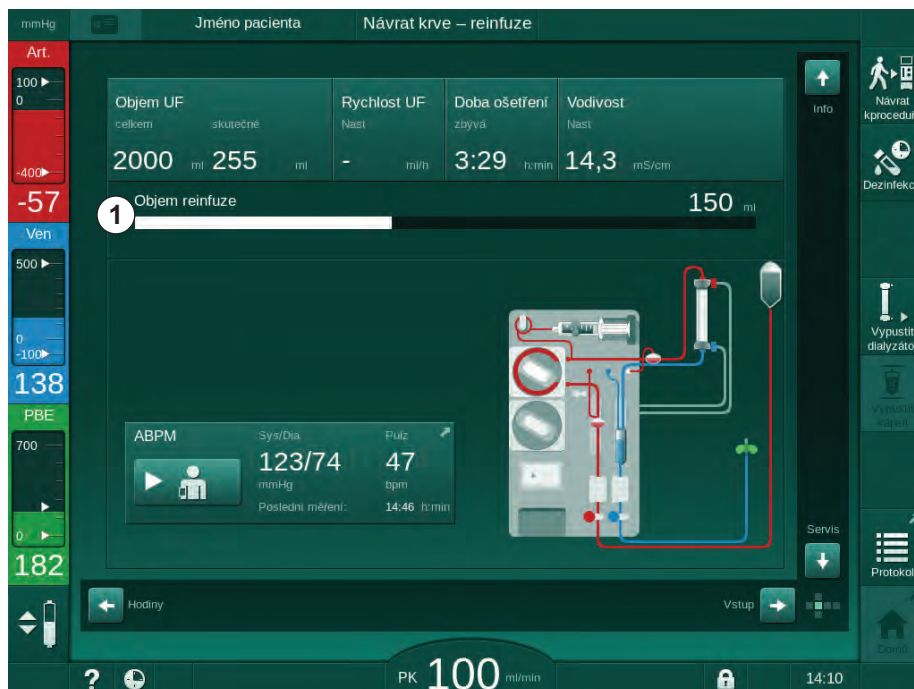 mmHg Jméno pacienta Návrat krve – reinfuze
Art.
100
0
-400
-57
Ven
500
0
-100
138
PBE
700
0
182
Objem UF Rychlost UF Doba ošetření Vodivost
celkem skutečné Nast zbývá Nast
2000 ml 255 ml - ml/h 3:29 h:min 14,3 mS/cm
1 Objem reinfuze 150 ml
ABPM Sys/Dia Pulz
123/74 47
mmHg bpm
Poslední měření: 14:46 h:min
Info
Servis
Hodiny Vstup
Návrat
kproceduř
Dezinfekc
Vypustit
dialyzáto
Vypustit
Protokol
Domů
? PK 100 ml/min 14:10